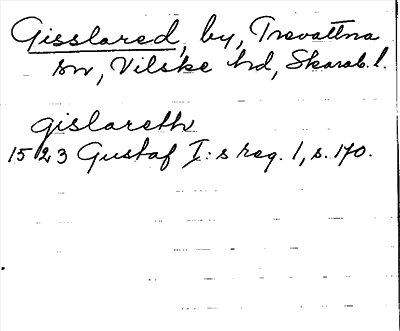 Gisslared, by, Trevattna
sn, Vilske hd, Skarab. l.
gislareth
1523 Gustaf I:s reg. 1, s. 170.